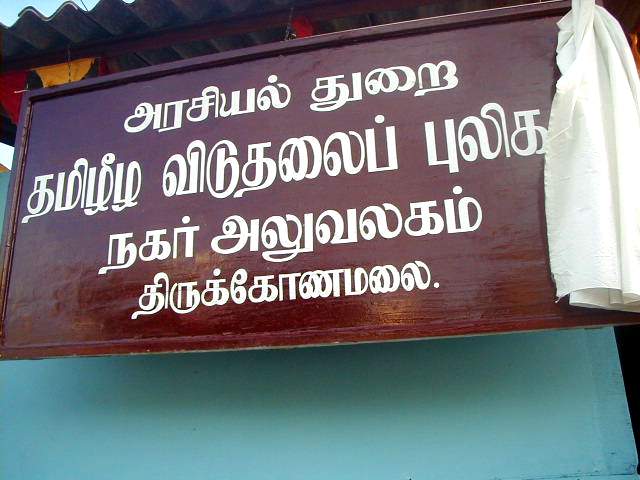 அரசியல் துறை
தமிழீழ விடுதலைப் புலிக
நகர் அலுவலகம்
திருக்கோணமலை.